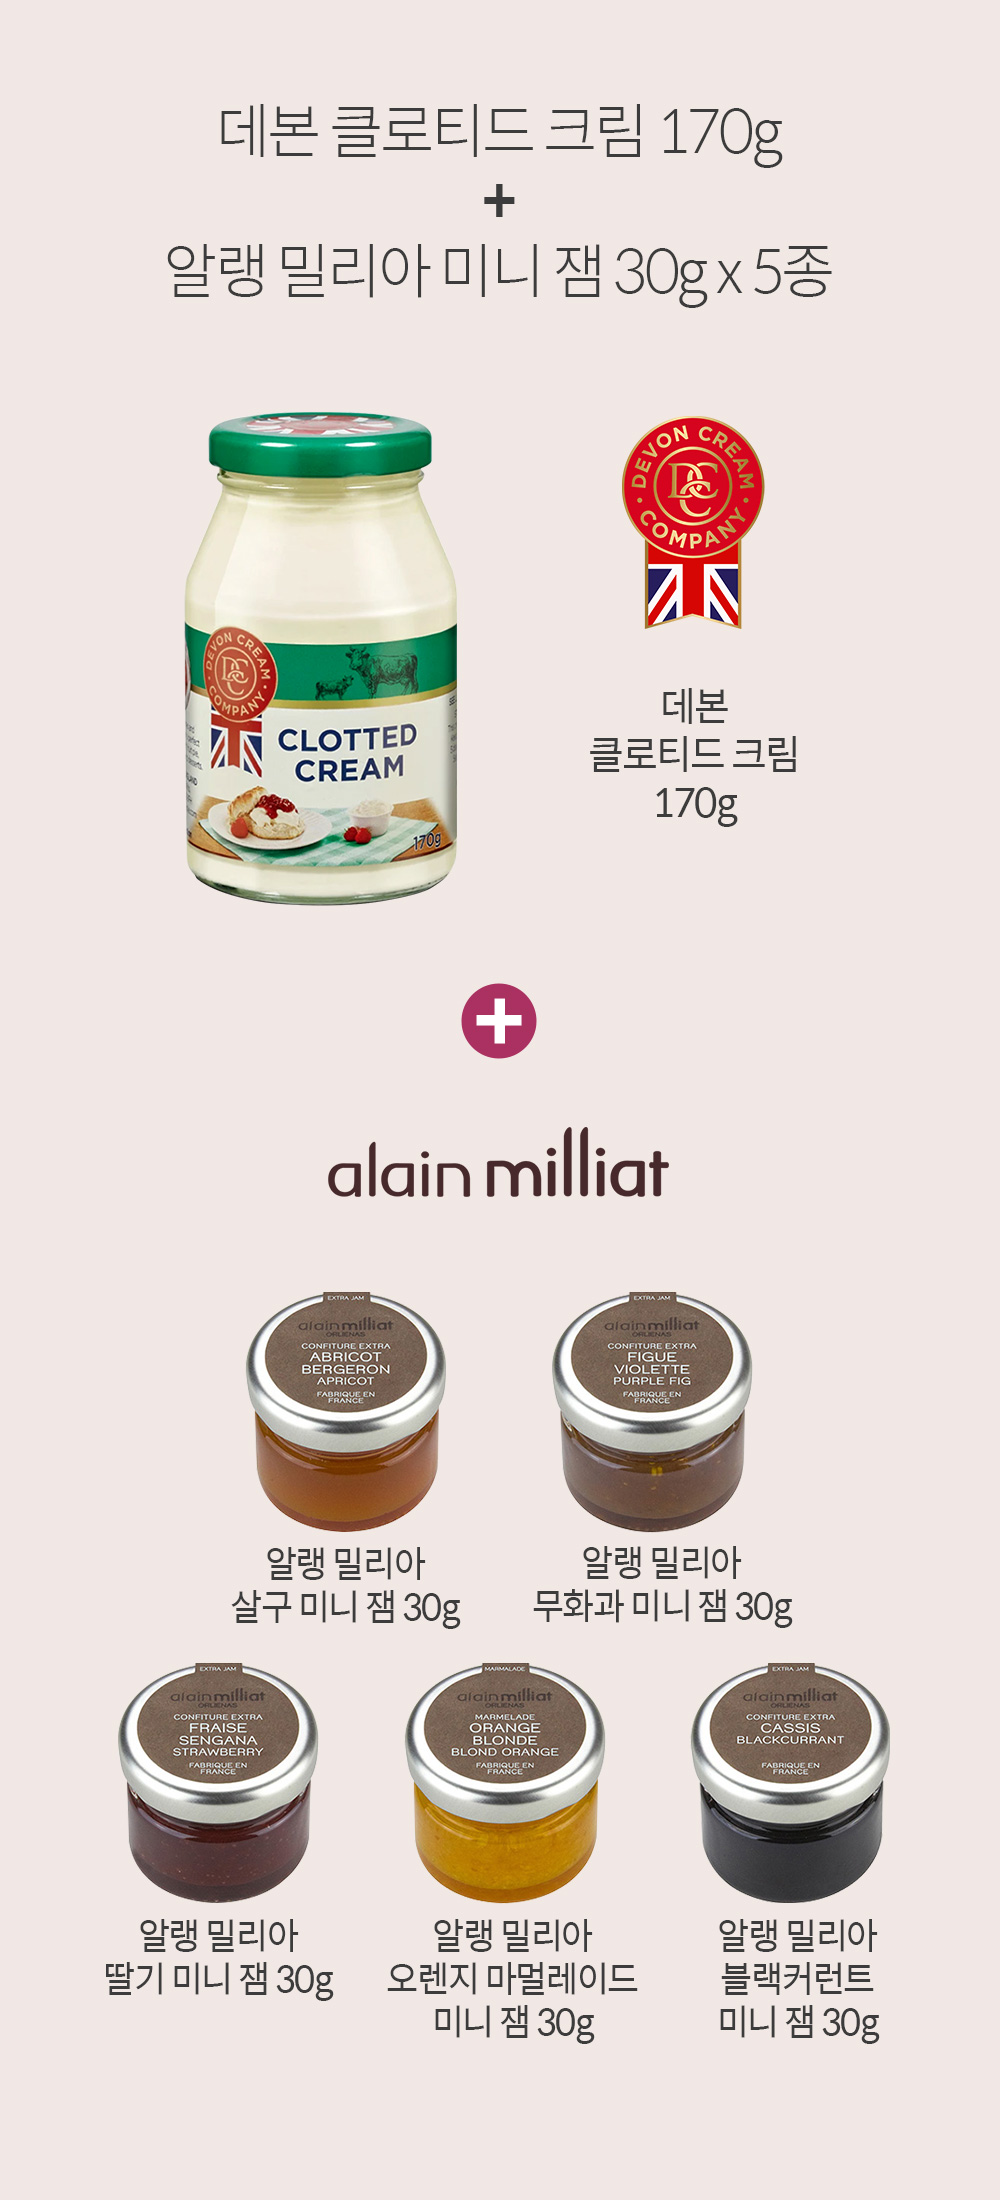 데본 클로티드 크림 170g
+
알랭 밀리아 미니 잼 30g x 5종
DEVON CREAM
DCC
COMPANY
DEVON CREAM
DCC
COMPANY
CLOTTED
CREAM
170g
데본
클로티드 크림
170g
+
alain milliat
EXTRA JAM
alain milliat
ORLIENAS
CONFITURE EXTRA
ABRICOT
BERGERON
APRICOT
FABRIQUE EN
FRANCE
EXTRA JAM
alain milliat
ORLIENAS
CONFITURE EXTRA
FIGUE
VIOLETTE
PURPLE FIG
FABRIQUE EN
FRANCE
알랭 밀리아
살구 미니 잼 30g
알랭 밀리아
무화과 미니 잼 30g
EXTRA JAM
alain milliat
ORLIENAS
CONFITURE EXTRA
FRAISE
SENGANA
STRAWBERRY
FABRIQUE EN
FRANCE
MARMALADE
alain milliat
ORLIENAS
MARMELADE
ORANGE
BLONDE
BLOND ORANGE
FABRIQUE EN
FRANCE
EXTRA JAM
alain milliat
ORLIENAS
CONFITURE EXTRA
CASSIS
BLACKCURRANT
FABRIQUE EN
FRANCE
알랭 밀리아
딸기 미니 잼 30g
알랭 밀리아
오렌지 마멀레이드
미니 잼 30g
알랭 밀리아
블랙커런트
미니 잼 30g